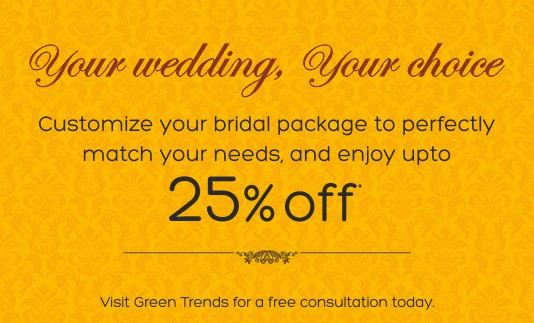 Your wedding, Your choice
Customize your bridal package to perfectly
match your needs, and enjoy upto
25% off*
Visit Green Trends for a free consultation today.